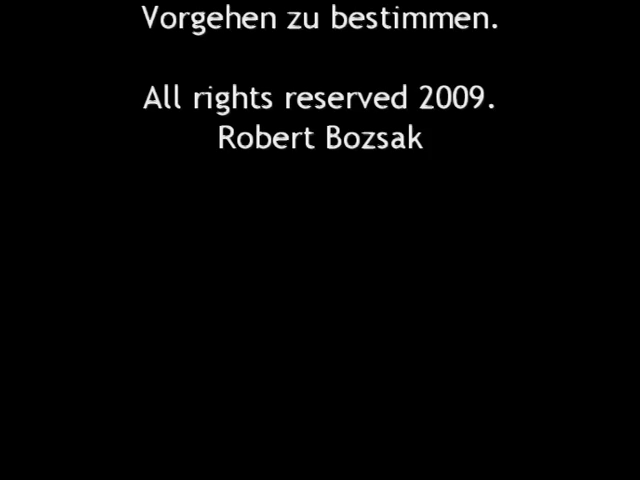 Vorgehen zu bestimmen.
All rights reserved 2009.
Robert Bozsak